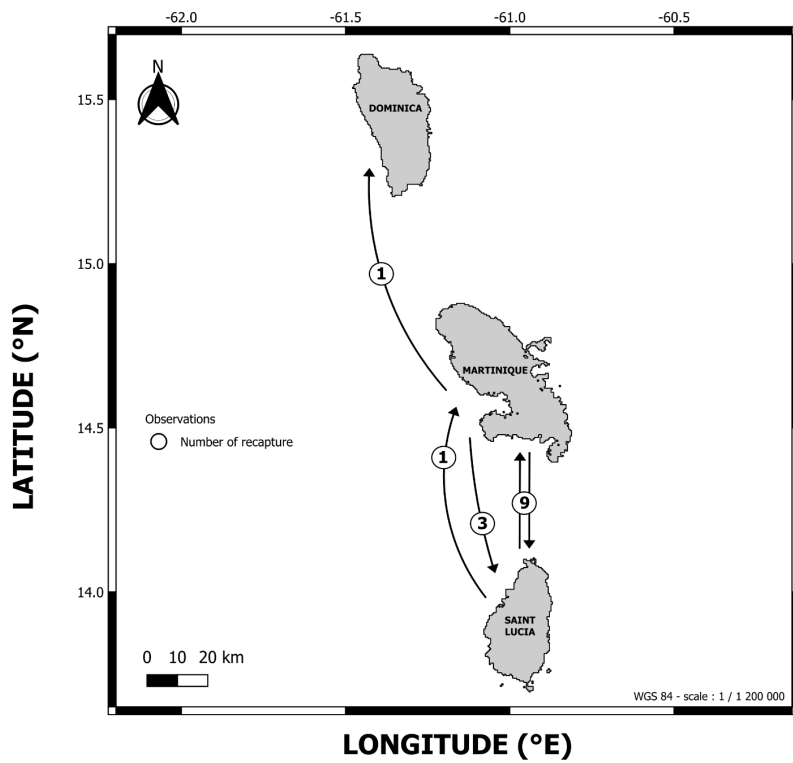 -62.0 -61.5 -61.0 -60.5
N
15.5
DOMINICA
15.0
1
MARTINIQUE
14.5
Observations
Number of recapture
1
9
3
14.0
SAINT
LUCIA
0 10 20 km
WGS 84 - scale : 1 / 1 200 000
LATITUDE (°N)
LONGITUDE (°E)